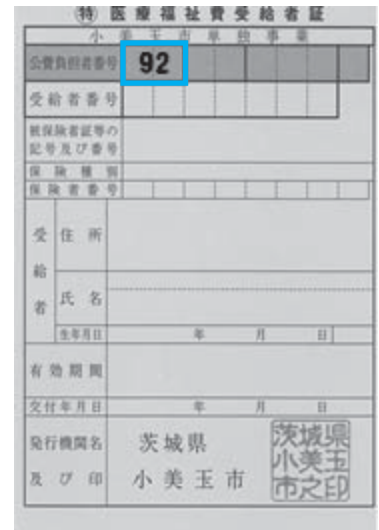 特 医療福祉費受給者証
小美玉市単独事業
公費負担者番号 92
受給者番号
被保険者証等の
記号及び番号
保険種別
保険者番号
受給者
住所
氏名
生年月日 年 月 日
有効期間
交付年月日 年 月 日
発行機関名 茨城県
及び印 小美玉市
茨城県
小美玉
市之印